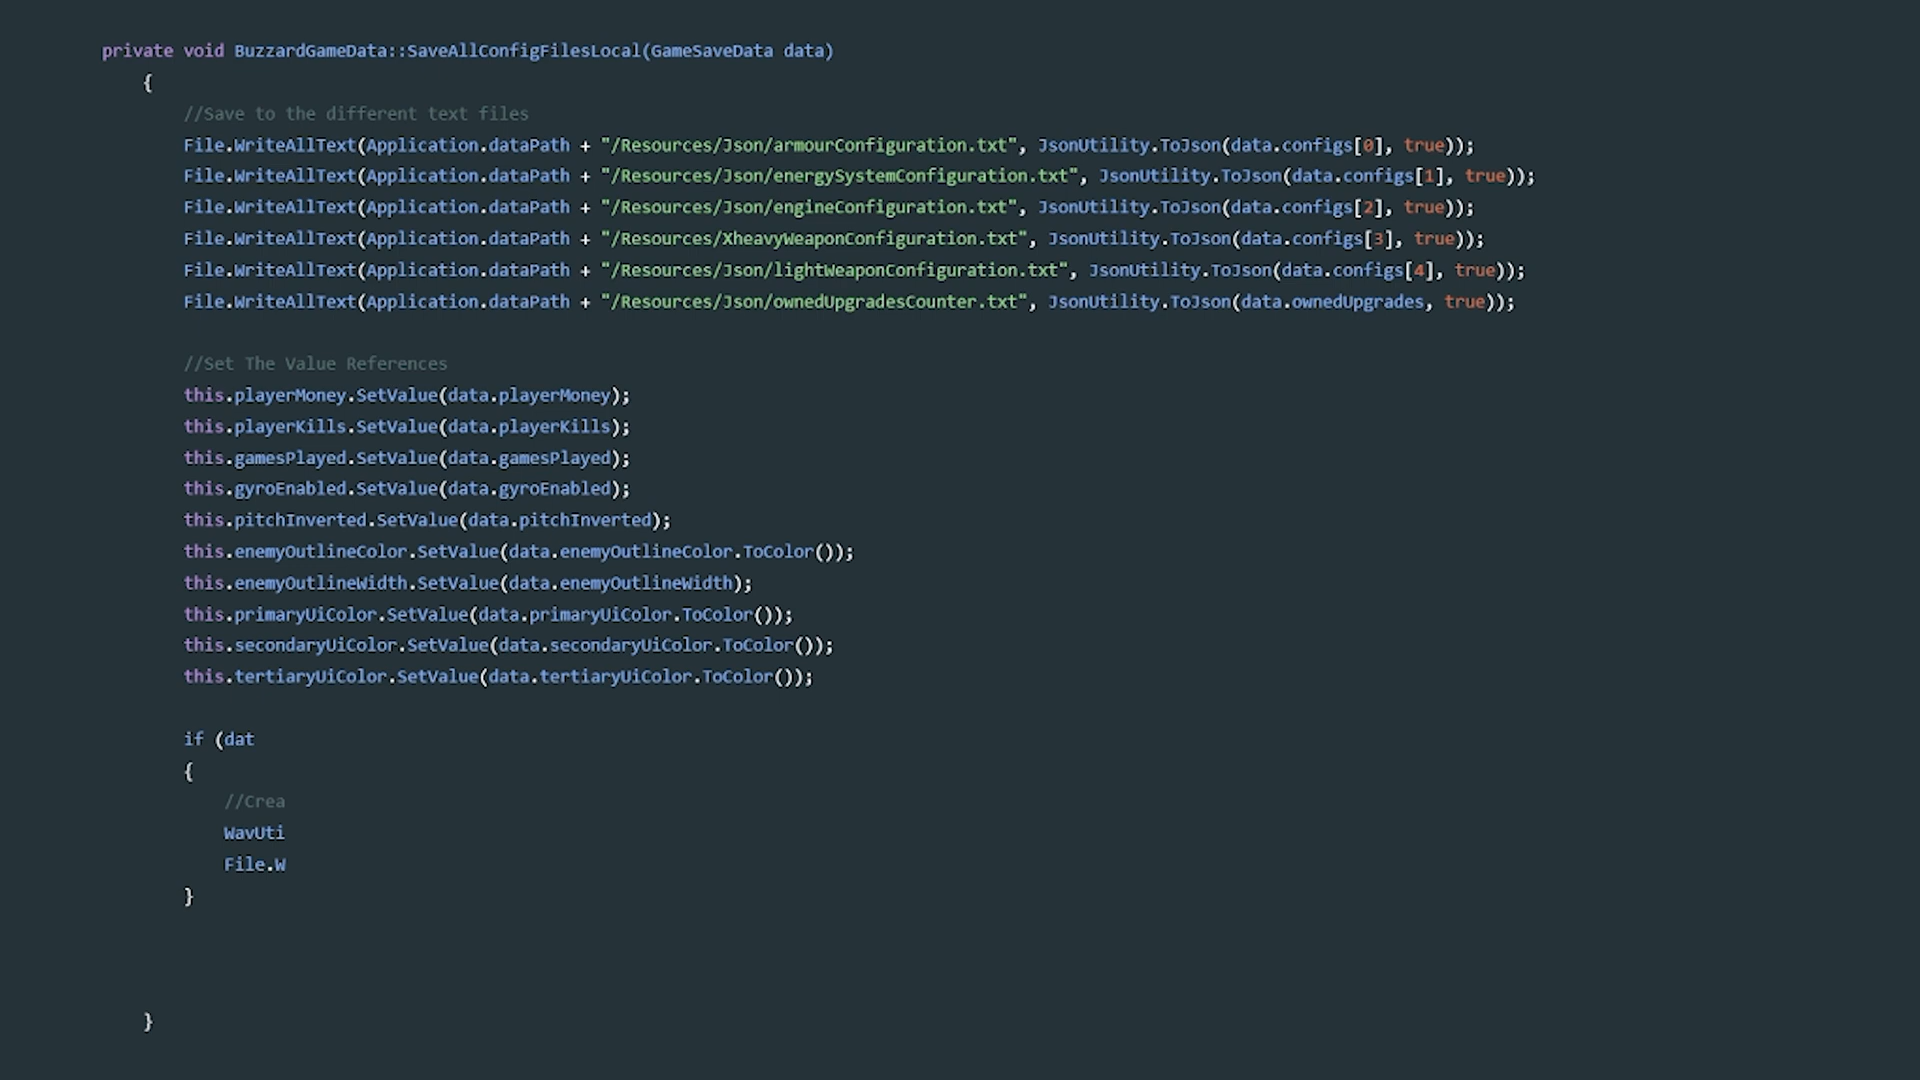 private void BuzzardGameData::SaveAllConfigFilesLocal(GameSaveData data)
{
//Save to the different text files
File.WriteAllText(Application.dataPath + "/Resources/Json/armourConfiguration.txt", JsonUtility.ToJson(data.configs[0], true));
File.WriteAllText(Application.dataPath + "/Resources/Json/energySystemConfiguration.txt", JsonUtility.ToJson(data.configs[1], true));
File.WriteAllText(Application.dataPath + "/Resources/Json/engineConfiguration.txt", JsonUtility.ToJson(data.configs[2], true));
File.WriteAllText(Application.dataPath + "/Resources/XheavyWeaponConfiguration.txt", JsonUtility.ToJson(data.configs[3], true));
File.WriteAllText(Application.dataPath + "/Resources/Json/lightWeaponConfiguration.txt", JsonUtility.ToJson(data.configs[4], true));
File.WriteAllText(Application.dataPath + "/Resources/Json/ownedUpgradesCounter.txt", JsonUtility.ToJson(data.ownedUpgrades, true));
//Set The Value References
this.playerMoney.SetValue(data.playerMoney);
this.playerKills.SetValue(data.playerKills);
this.gamesPlayed.SetValue(data.gamesPlayed);
this.gyroEnabled.SetValue(data.gyroEnabled);
this.pitchInverted.SetValue(data.pitchInverted);
this.enemyOutlineColor.SetValue(data.enemyOutlineColor.ToColor());
this.enemyOutlineWidth.SetValue(data.enemyOutlineWidth);
this.primaryUiColor.SetValue(data.primaryUiColor.ToColor());
this.secondaryUiColor.SetValue(data.secondaryUiColor.ToColor());
this.tertiaryUiColor.SetValue(data.tertiaryUiColor.ToColor());
if (dat
{
//Crea
WavUti
File.W
}
}